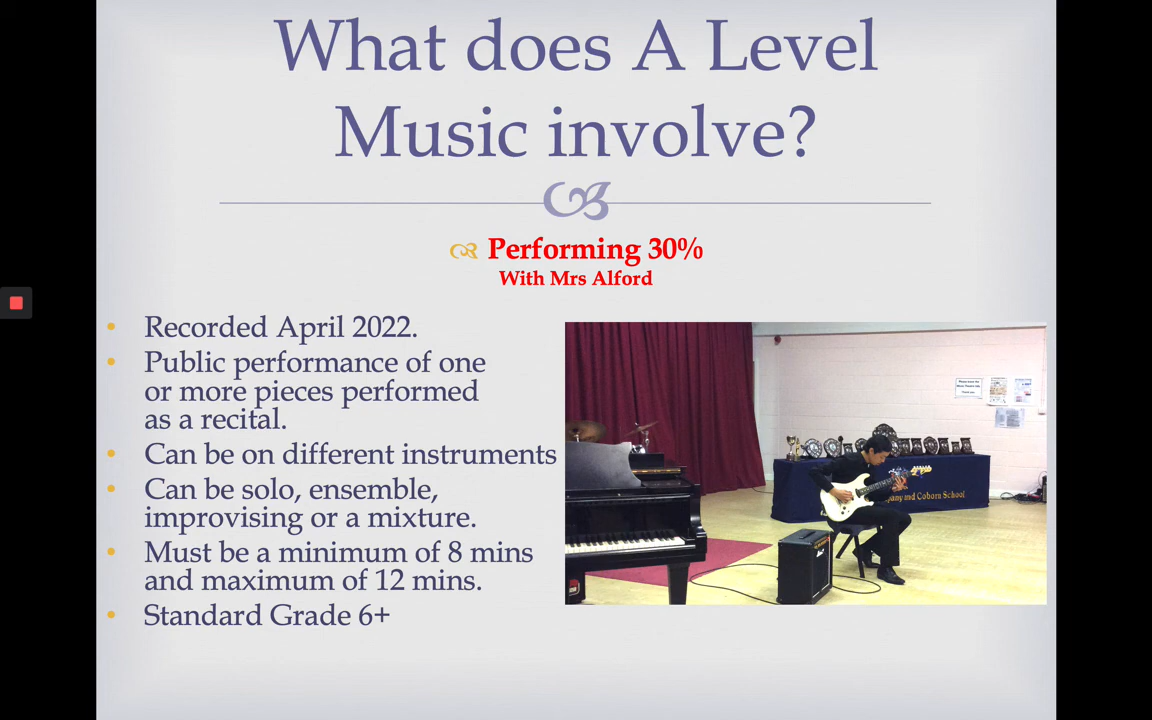 What does A Level
Music involve?
Performing 30%
With Mrs Alford
• Recorded April 2022.
• Public performance of one
or more pieces performed
as a recital.
• Can be on different instruments
• Can be solo, ensemble,
improvising or a mixture.
• Must be a minimum of 8 mins
and maximum of 12 mins.
• Standard Grade 6+
pany and Coborn School